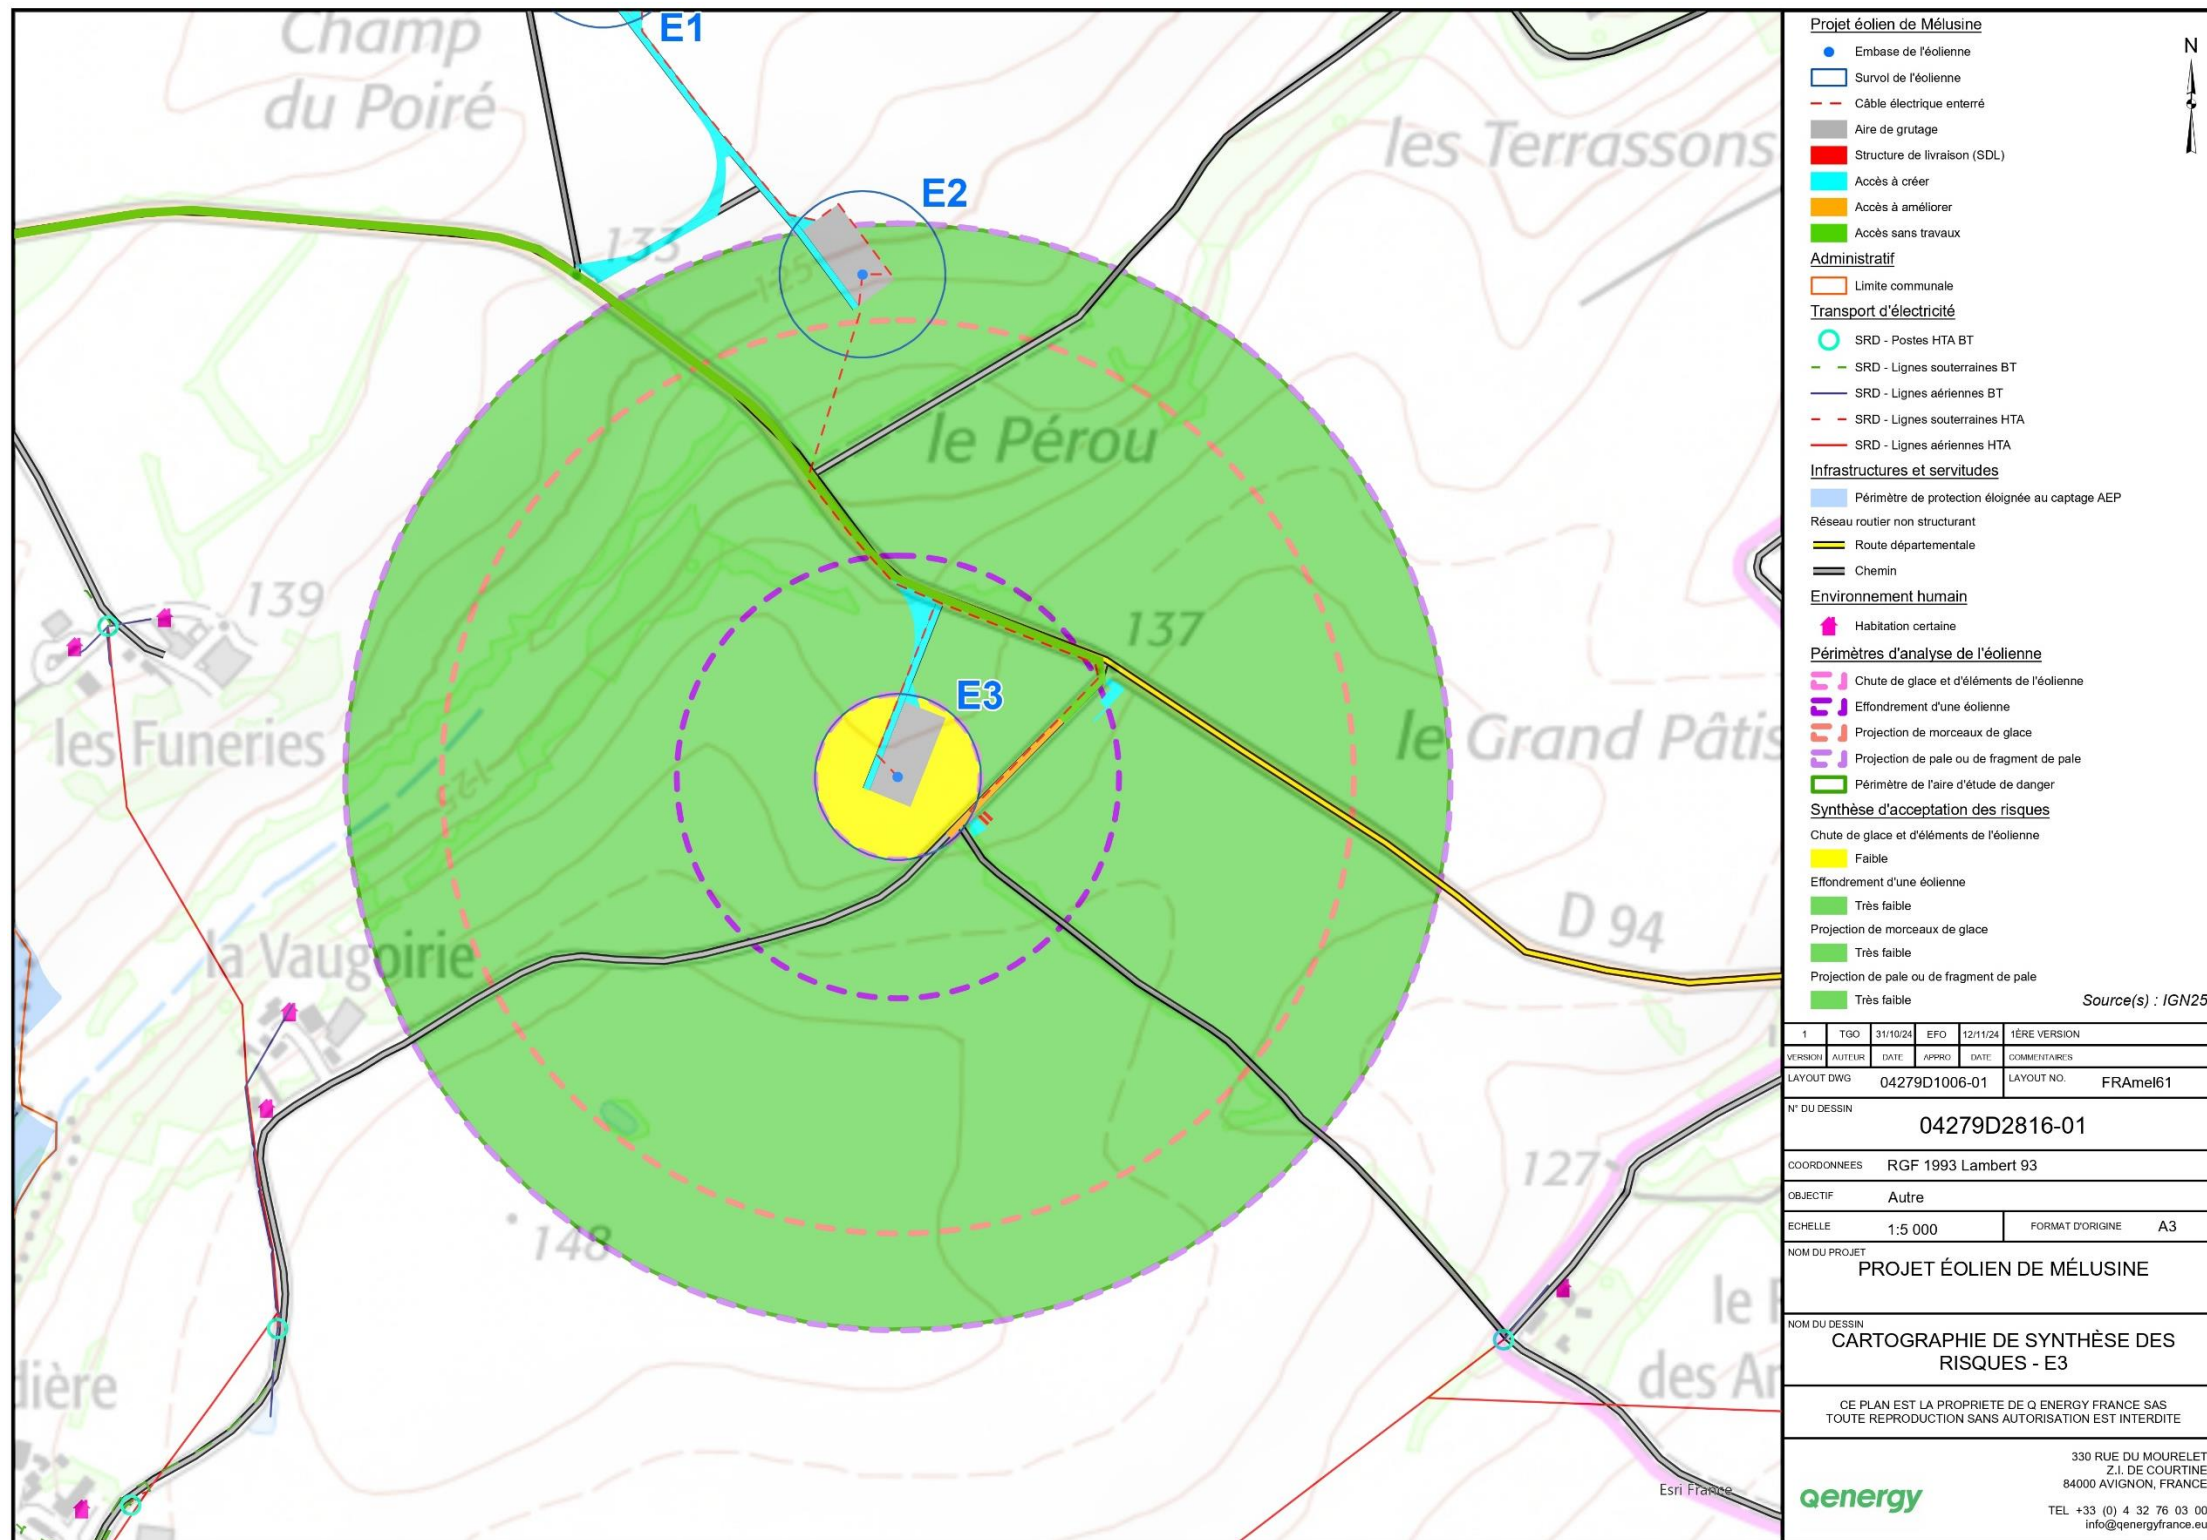 Champ
du Poiré
E1
E2
les Terrassons
133
125
le Pérou
139
137
les Funeries
E3
le Grand Pâtis
125
la Vaugoirie
D 94
148
127
dière
le
des
Esri France
Projet éolien de Mélusine
Embase de l'éolienne
Survol de l'éolienne
Câble électrique enterré
Aire de grutage
Structure de livraison (SDL)
Accès à créer
Accès à améliorer
Accès sans travaux
N
Administratif
Limite communale
Transport d'électricité
SRD - Postes HTA BT
SRD - Lignes souterraines BT
SRD - Lignes aériennes BT
SRD - Lignes souterraines HTA
SRD - Lignes aériennes HTA
Infrastructures et servitudes
Périmètre de protection éloignée au captage AEP
Réseau routier non structurant
Route départementale
Chemin
Environnement humain
Habitation certaine
Périmètres d'analyse de l'éolienne
Chute de glace et d'éléments de l'éolienne
Effondrement d'une éolienne
Projection de morceaux de glace
Projection de pale ou de fragment de pale
Périmètre de l'aire d'étude de danger
Synthèse d'acceptation des risques
Chute de glace et d'éléments de l'éolienne
Faible
Effondrement d'une éolienne
Très faible
Projection de morceaux de glace
Très faible
Projection de pale ou de fragment de pale
Très faible
Source(s) : IGN25
1 TGO 31/10/24 EFO 12/11/24 1ÈRE VERSION
VERSION AUTEUR DATE APPRO DATE COMMENTAIRES
LAYOUT DWG 04279D1006-01 LAYOUT NO. FRAmel61
N° DU DESSIN
04279D2816-01
COORDONNEES RGF 1993 Lambert 93
OBJECTIF Autre
ECHELLE 1:5 000 FORMAT D'ORIGINE A3
NOM DU PROJET
PROJET ÉOLIEN DE MÉLUSINE
NOM DU DESSIN
CARTOGRAPHIE DE SYNTHÈSE DES
RISQUES - E3
CE PLAN EST LA PROPRIETE DE Q ENERGY FRANCE SAS
TOUTE REPRODUCTION SANS AUTORISATION EST INTERDITE
330 RUE DU MOURELET
Z.I. DE COURTINE
84000 AVIGNON, FRANCE
qenergy
TEL +33 (0) 4 32 76 03 00
info@qenergyfrance.eu